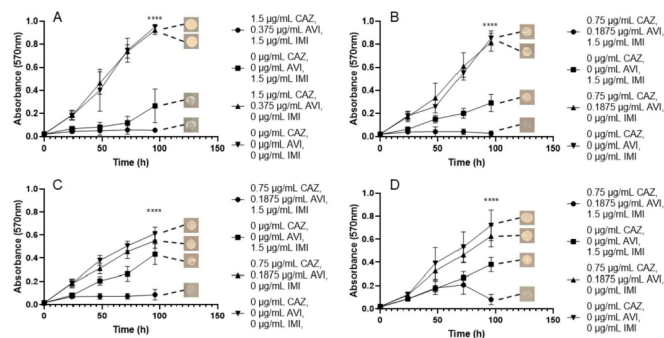 A
****
Absorbance (570nm)
1.0
0.8
0.6
0.4
0.2
0.0
0
50
100
150
Time (h)
1.5 µg/mL CAZ,
0.375 µg/mL AVI,
1.5 µg/mL IMI
0 µg/mL CAZ,
0 µg/mL AVI,
1.5 µg/mL IMI
1.5 µg/mL CAZ,
0.375 µg/mL AVI,
0 µg/mL IMI
0 µg/mL CAZ,
0 µg/mL AVI,
0 µg/mL IMI
B
****
Absorbance (570nm)
1.0
0.8
0.6
0.4
0.2
0.0
0
50
100
150
Time (h)
0.75 µg/mL CAZ,
0.1875 µg/mL AVI,
1.5 µg/mL IMI
0 µg/mL CAZ,
0 µg/mL AVI,
1.5 µg/mL IMI
0.75 µg/mL CAZ,
0.1875 µg/mL AVI,
0 µg/mL IMI
0 µg/mL CAZ,
0 µg/mL AVI,
0 µg/mL IMI
C
****
Absorbance (570nm)
1.0
0.8
0.6
0.4
0.2
0.0
0
50
100
150
Time (h)
0.75 µg/mL CAZ,
0.1875 µg/mL AVI,
1.5 µg/mL IMI
0 µg/mL CAZ,
0 µg/mL AVI,
1.5 µg/mL IMI
0.75 µg/mL CAZ,
0.1875 µg/mL AVI,
0 µg/mL IMI
0 µg/mL CAZ,
0 µg/mL AVI,
0 µg/mL IMI,
D
****
Absorbance (570nm)
1.0
0.8
0.6
0.4
0.2
0.0
0
50
100
150
Time (h)
0.75 µg/mL CAZ,
0.1875 µg/mL AVI,
1.5 µg/mL IMI
0 µg/mL CAZ,
0 µg/mL AVI,
1.5 µg/mL IMI
0.75 µg/mL CAZ,
0.1875 µg/mL AVI,
0 µg/mL IMI
0 µg/mL CAZ,
0 µg/mL AVI,
0 µg/mL IMI